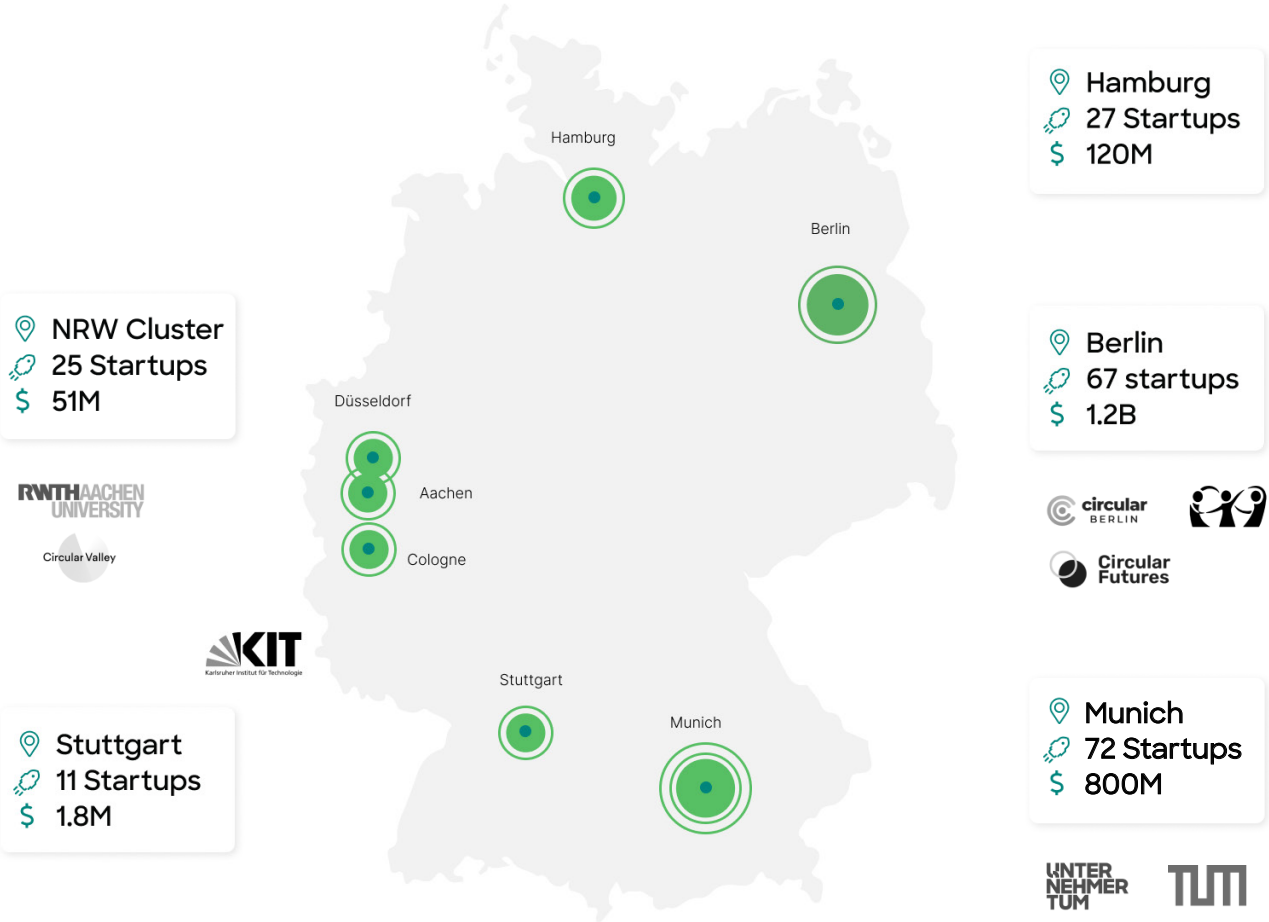 Hamburg
27 Startups
$ 120M
Hamburg
Berlin
NRW Cluster
25 Startups
$ 51M
Berlin
67 startups
$ 1.2B
Düsseldorf
Aachen
Cologne
RWTHAACHEN
UNIVERSITY
Circular Valley
circular
BERLIN
Circular
Futures
KIT
Karlsruher Institut für Technologie
Stuttgart
Munich
Stuttgart
11 Startups
$ 1.8M
Munich
72 Startups
$ 800M
UNTER
NEHMER
TUM
TUM